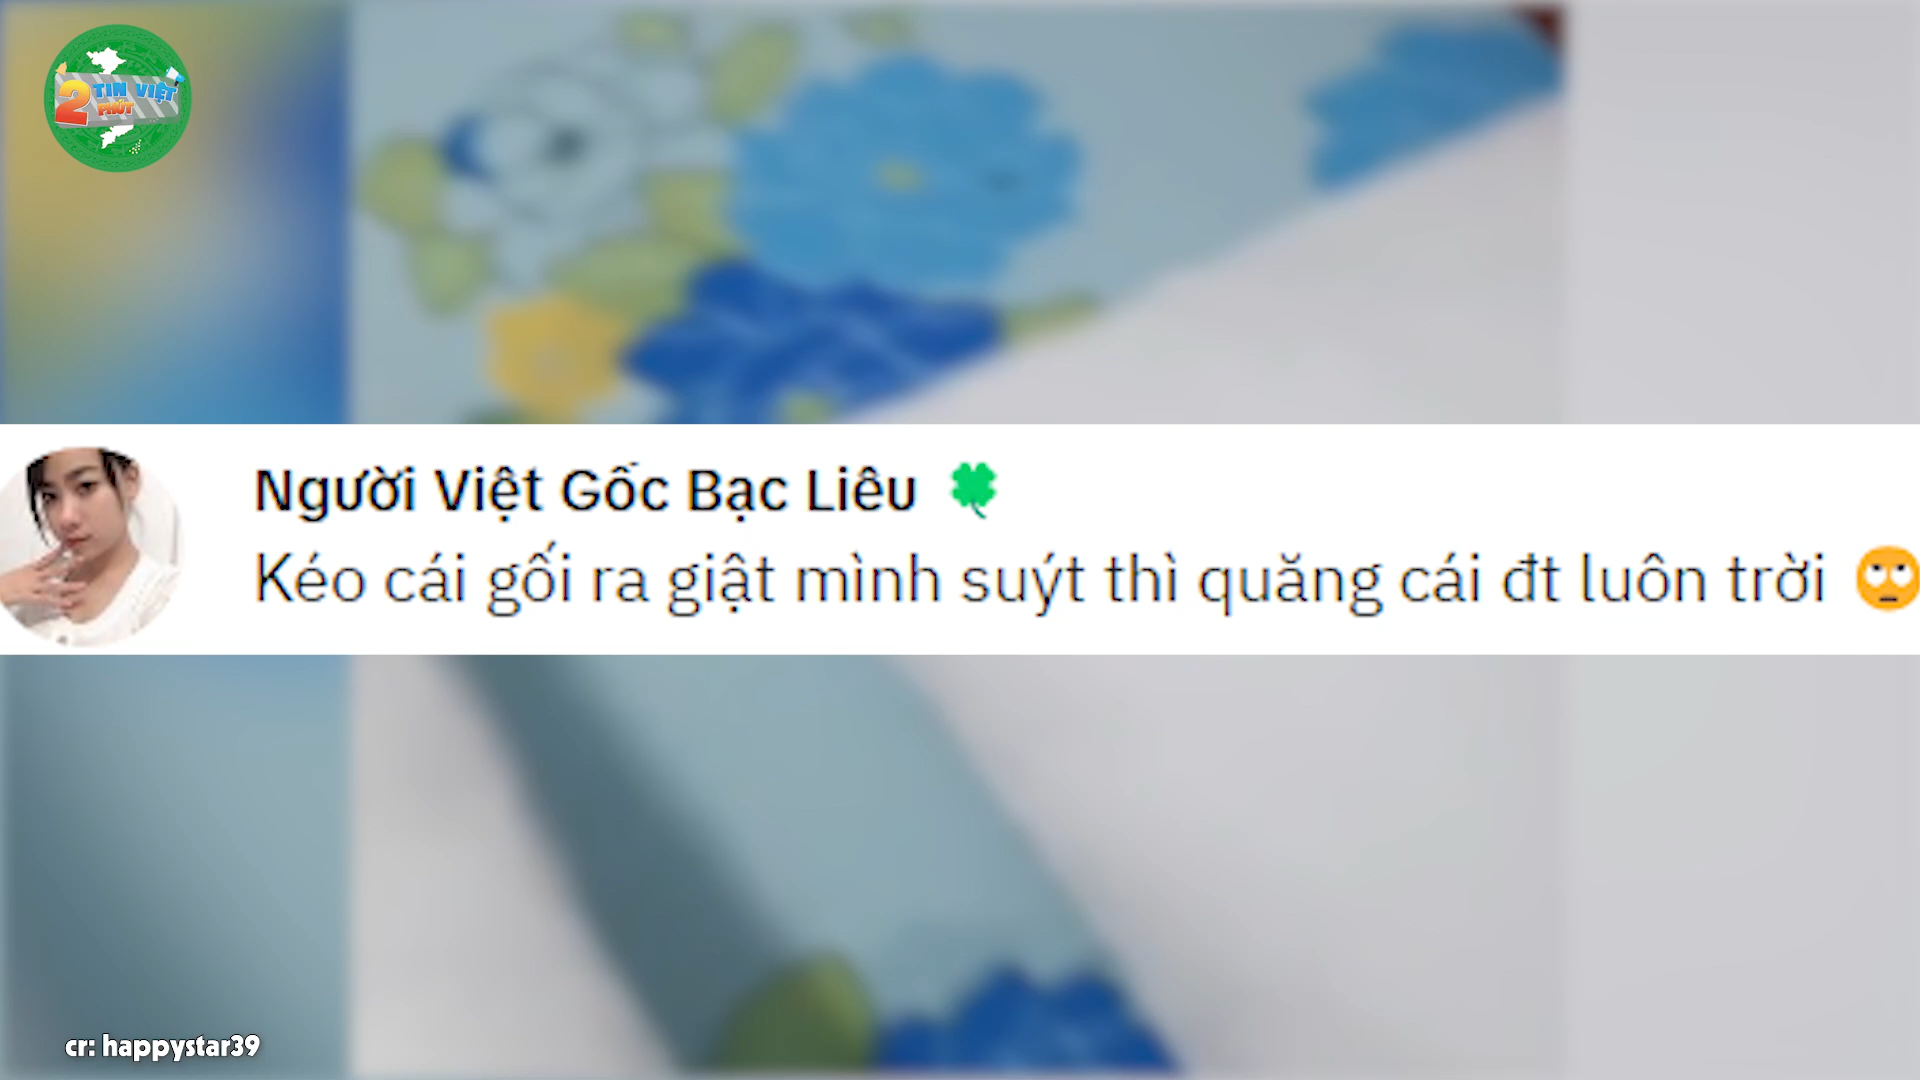 2 TIN VIỆT
PHÚT
Người Việt Gốc Bạc Liêu 🍀
Kéo cái gối ra giật mình suýt thì quăng cái đt luôn trời 🙄
cr: happystar39